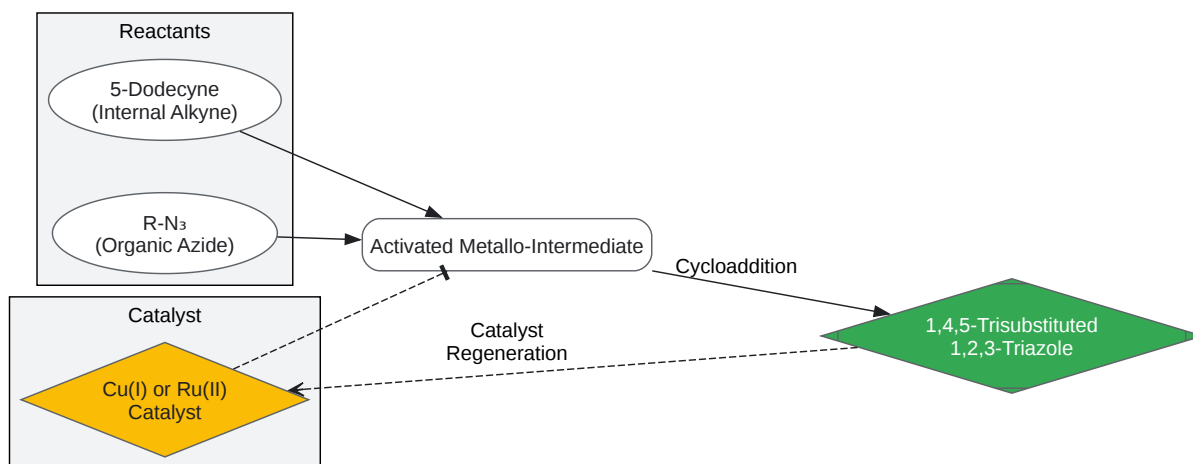 Reactants
5-Dodecyne
(Internal Alkyne)
R-N₃
(Organic Azide)
Activated Metallo-Intermediate
Cycloaddition
Catalyst
Cu(I) or Ru(II)
Catalyst
Catalyst
Regeneration
1,4,5-Trisubstituted
1,2,3-Triazole